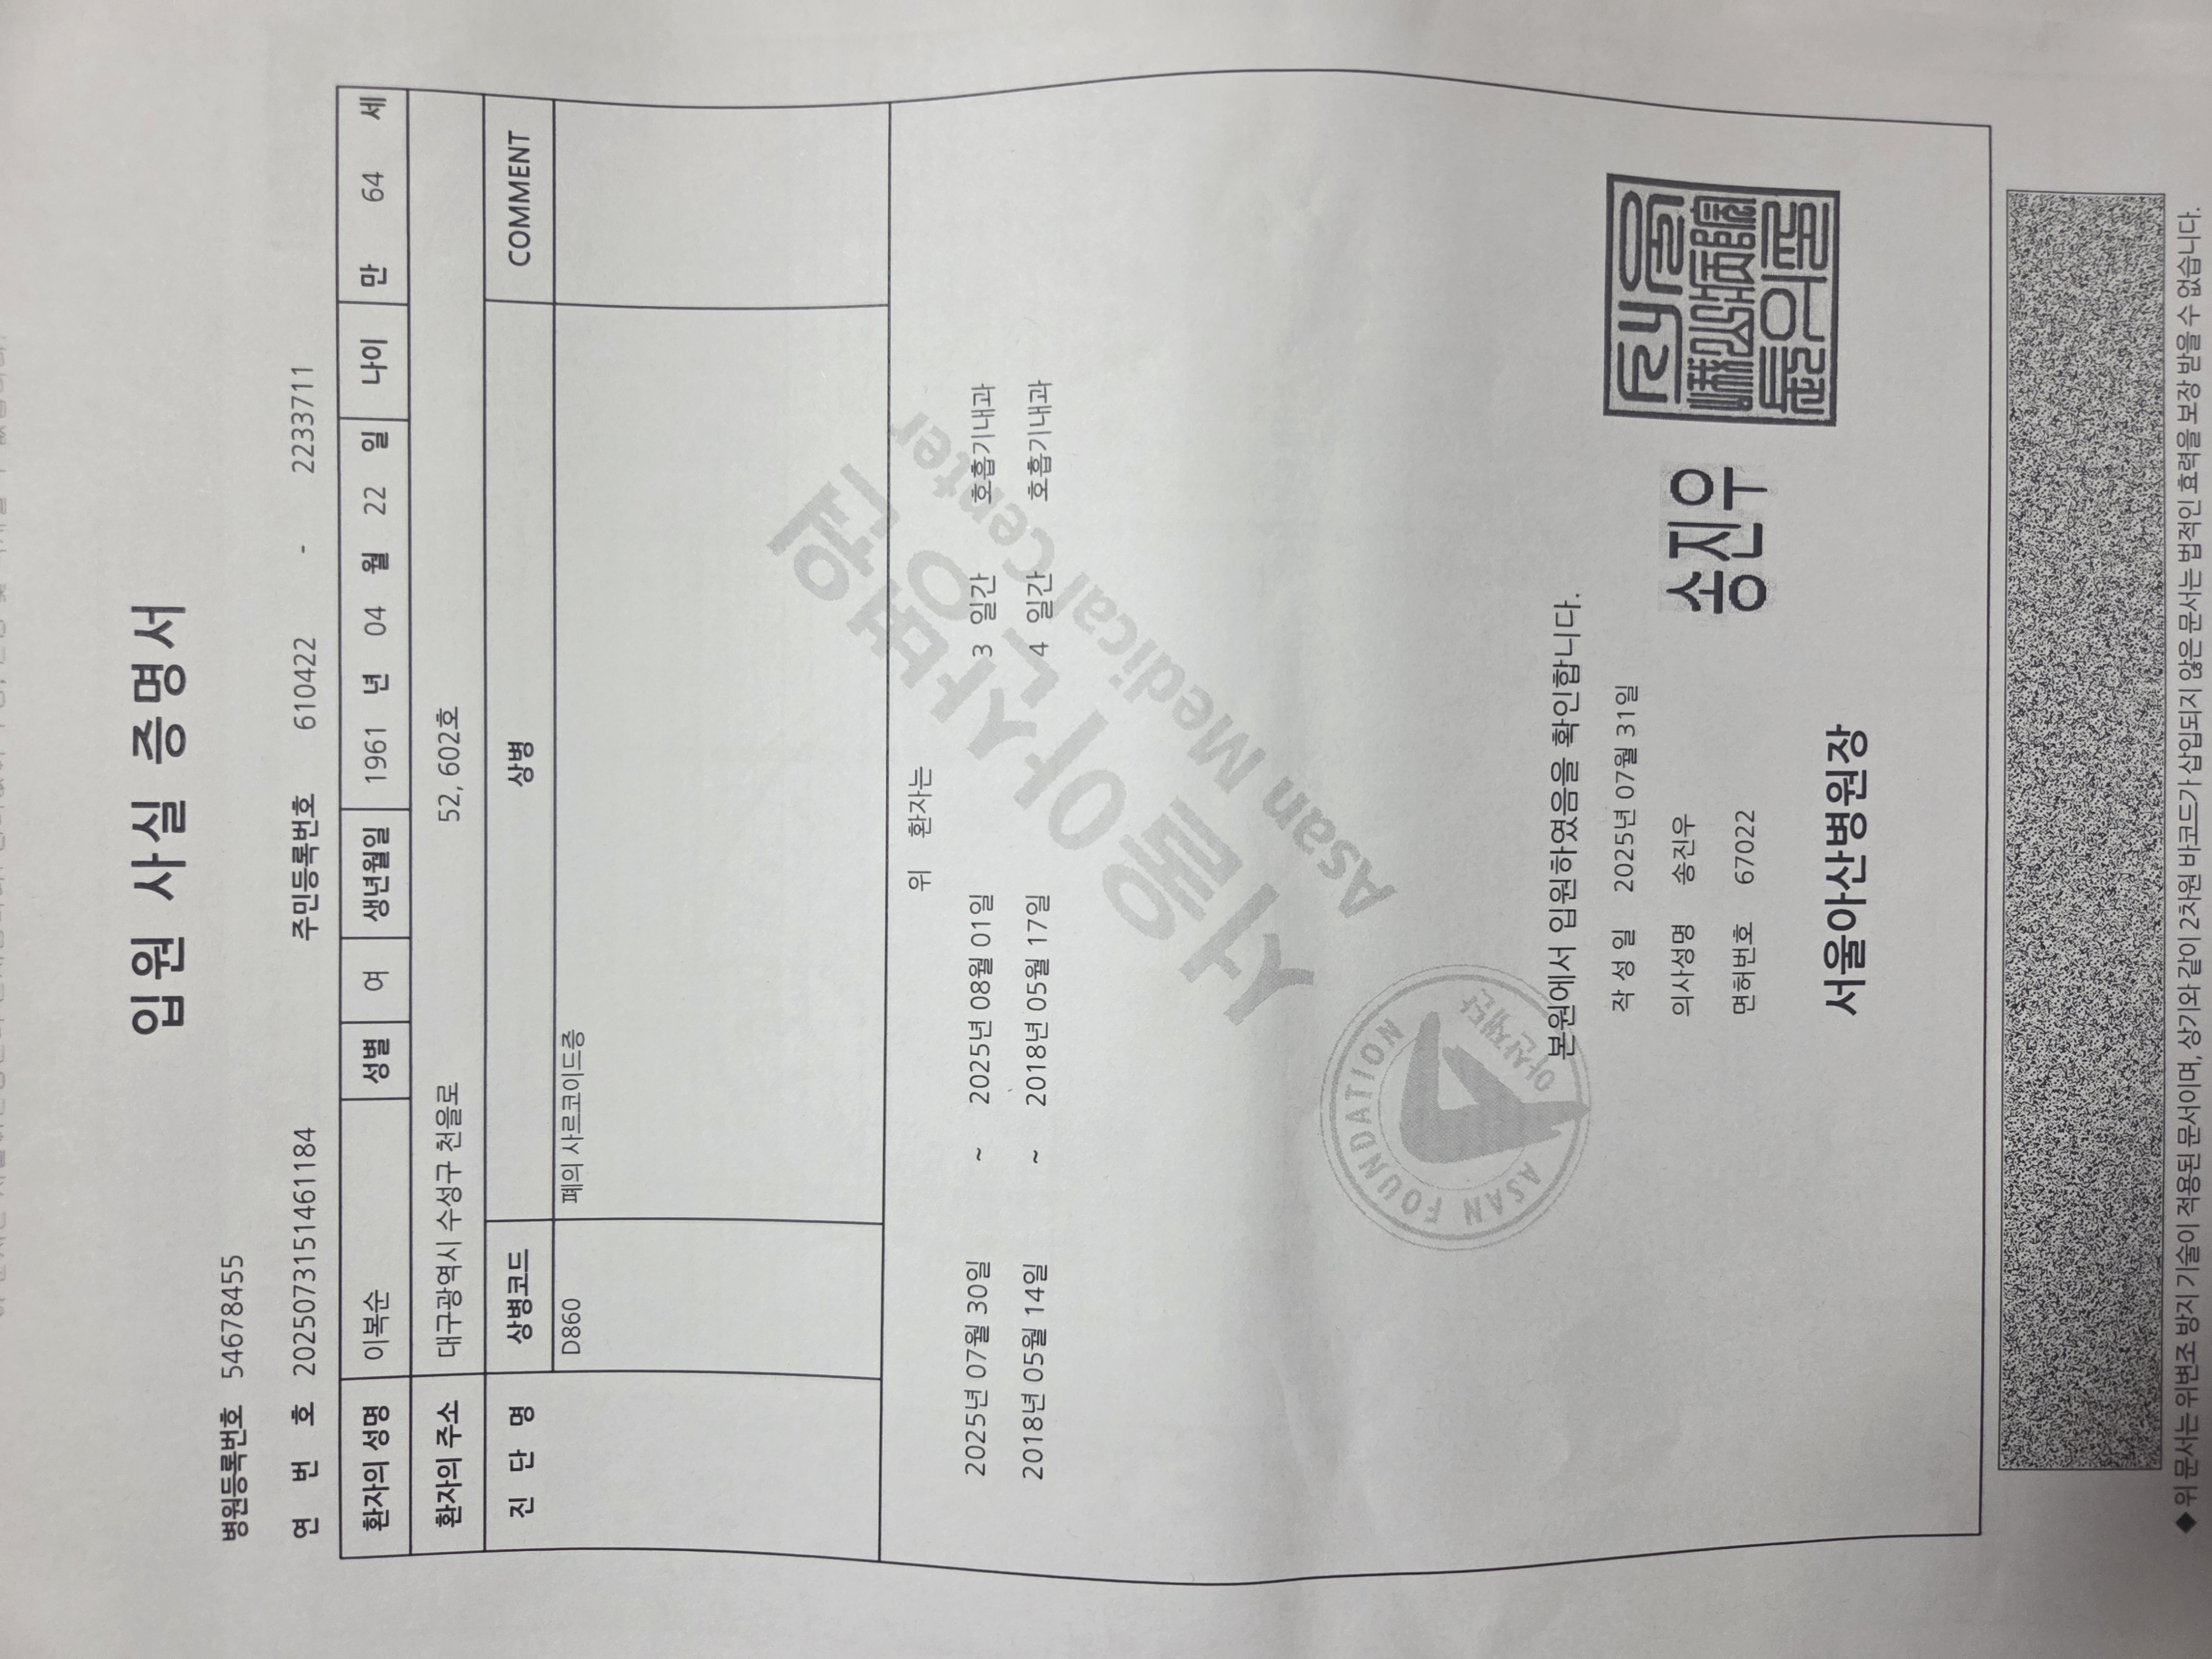 입원 사실 증명서
병원등록번호 54678455
연 번 호 20250731151461184 주민등록번호 610422 - 2233711
환자의 성명 이복순 성별 여 생년월일 1961 년 04 월 22 일 나이 만 64 세
환자의 주소 대구광역시 수성구 천을로 52, 602호
진 단 명 상병코드 상병 COMMENT
D860 폐의 사르코이드증
위 환자는
2025년 07월 30일 ~ 2025년 08월 01일 3 일간 호흡기내과
2018년 05월 14일 ~ 2018년 05월 17일 4 일간 호흡기내과
서울아산병원
Asan Medical Center
ASAN FOUNDATION 아산재단
본원에서 입원하였음을 확인합니다.
작 성 일 2025년 07월 31일
의사성명 송진우 송진우
면허번호 67022
서울아산병원장
◆ 위 문서는 위변조 방지 기술이 적용된 문서이며, 상기와 같이 2차원 바코드가 삽입되지 않은 문서는 법적인 효력을 보장 받을 수 없습니다.